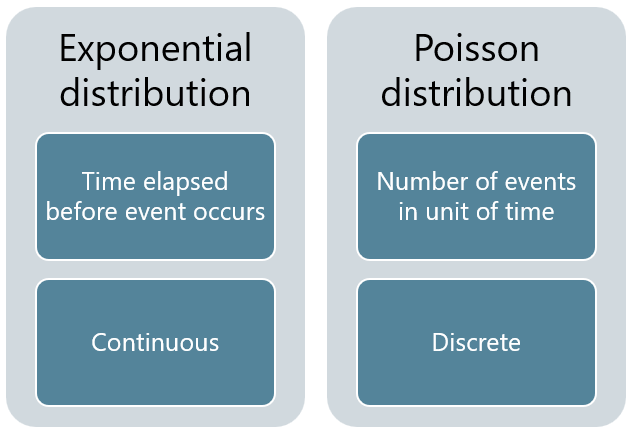 Exponential
distribution
Time elapsed
before event occurs
Continuous
Poisson
distribution
Number of events
in unit of time
Discrete